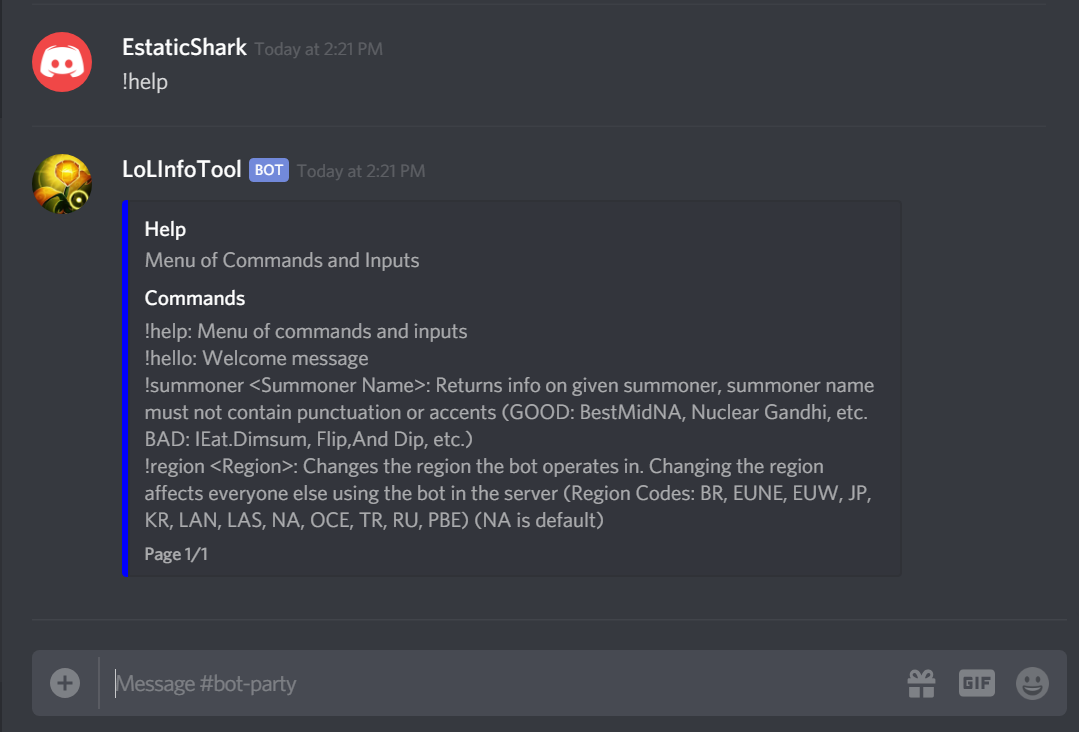 EstaticShark Today at 2:21 PM
!help
LoLInfoTool BOT Today at 2:21 PM
Help
Menu of Commands and Inputs
Commands
!help: Menu of commands and inputs
!hello: Welcome message
!summoner <Summoner Name>: Returns info on given summoner, summoner name
must not contain punctuation or accents (GOOD: BestMidNA, Nuclear Gandhi, etc.
BAD: IEat.Dimsum, Flip,And Dip, etc.)
!region <Region>: Changes the region the bot operates in. Changing the region
affects everyone else using the bot in the server (Region Codes: BR, EUNE, EUW, JP,
KR, LAN, LAS, NA, OCE, TR, RU, PBE) (NA is default)
Page 1/1
Message #bot-party
GIF